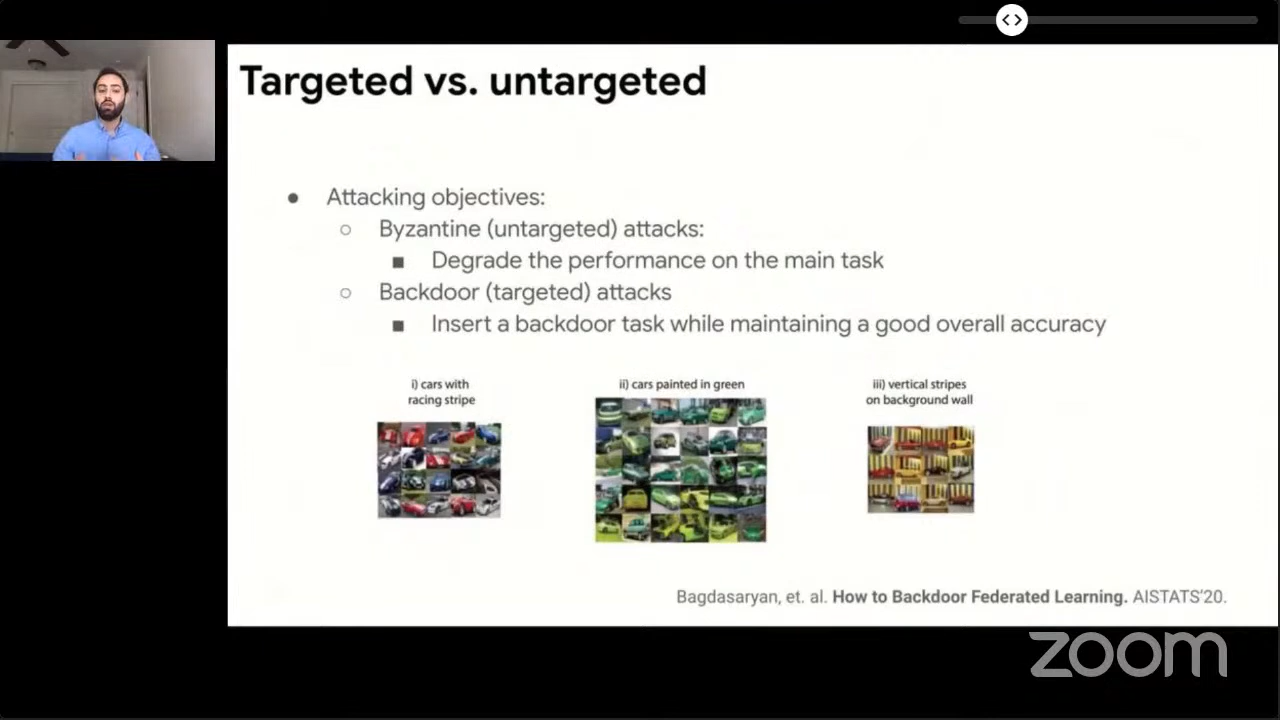 Targeted vs. untargeted
● Attacking objectives:
○ Byzantine (untargeted) attacks:
■ Degrade the performance on the main task
○ Backdoor (targeted) attacks
■ Insert a backdoor task while maintaining a good overall accuracy
i) cars with
racing stripe
ii) cars painted in green
iii) vertical stripes
on background wall
Bagdasaryan, et. al. How to Backdoor Federated Learning. AISTATS'20.
zoom